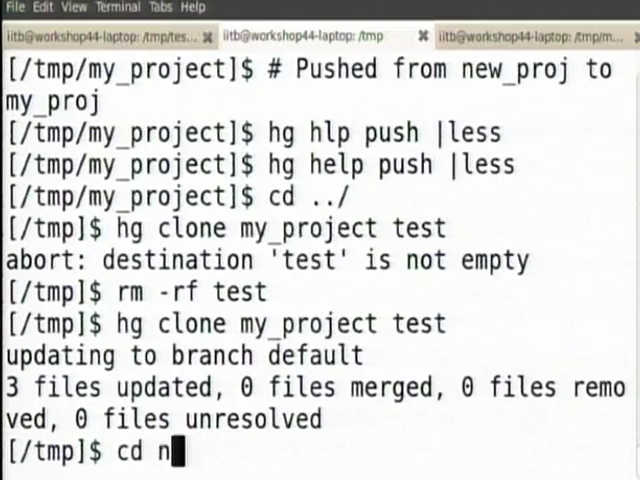 File Edit View Terminal Tabs Help
iitb@workshop44-laptop: /tmp/tes... iitb@workshop44-laptop: /tmp iitb@workshop44-laptop: /tmp/m...
[/tmp/my_project]$ # Pushed from new_proj to
my_proj
[/tmp/my_project]$ hg hlp push |less
[/tmp/my_project]$ hg help push |less
[/tmp/my_project]$ cd ../
[/tmp]$ hg clone my_project test
abort: destination 'test' is not empty
[/tmp]$ rm -rf test
[/tmp]$ hg clone my_project test
updating to branch default
3 files updated, 0 files merged, 0 files remo
ved, 0 files unresolved
[/tmp]$ cd n